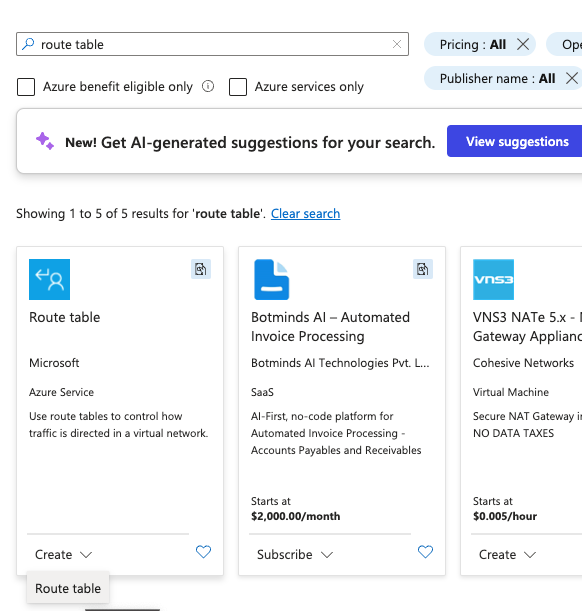 route table
Pricing : All
Ope
Azure benefit eligible only
Azure services only
Publisher name : All
New! Get AI-generated suggestions for your search.
View suggestions
Showing 1 to 5 of 5 results for 'route table'. Clear search
Route table
Microsoft
Azure Service
Use route tables to control how
traffic is directed in a virtual network.
Create
Route table
Botminds AI – Automated
Invoice Processing
Botminds AI Technologies Pvt. L...
SaaS
AI-First, no-code platform for
Automated Invoice Processing -
Accounts Payables and Receivables
Starts at
$2,000.00/month
Subscribe
vns3
VNS3 NATe 5.x -
Gateway Applianc
Cohesive Networks
Virtual Machine
Secure NAT Gateway i
NO DATA TAXES
Starts at
$0.005/hour
Create